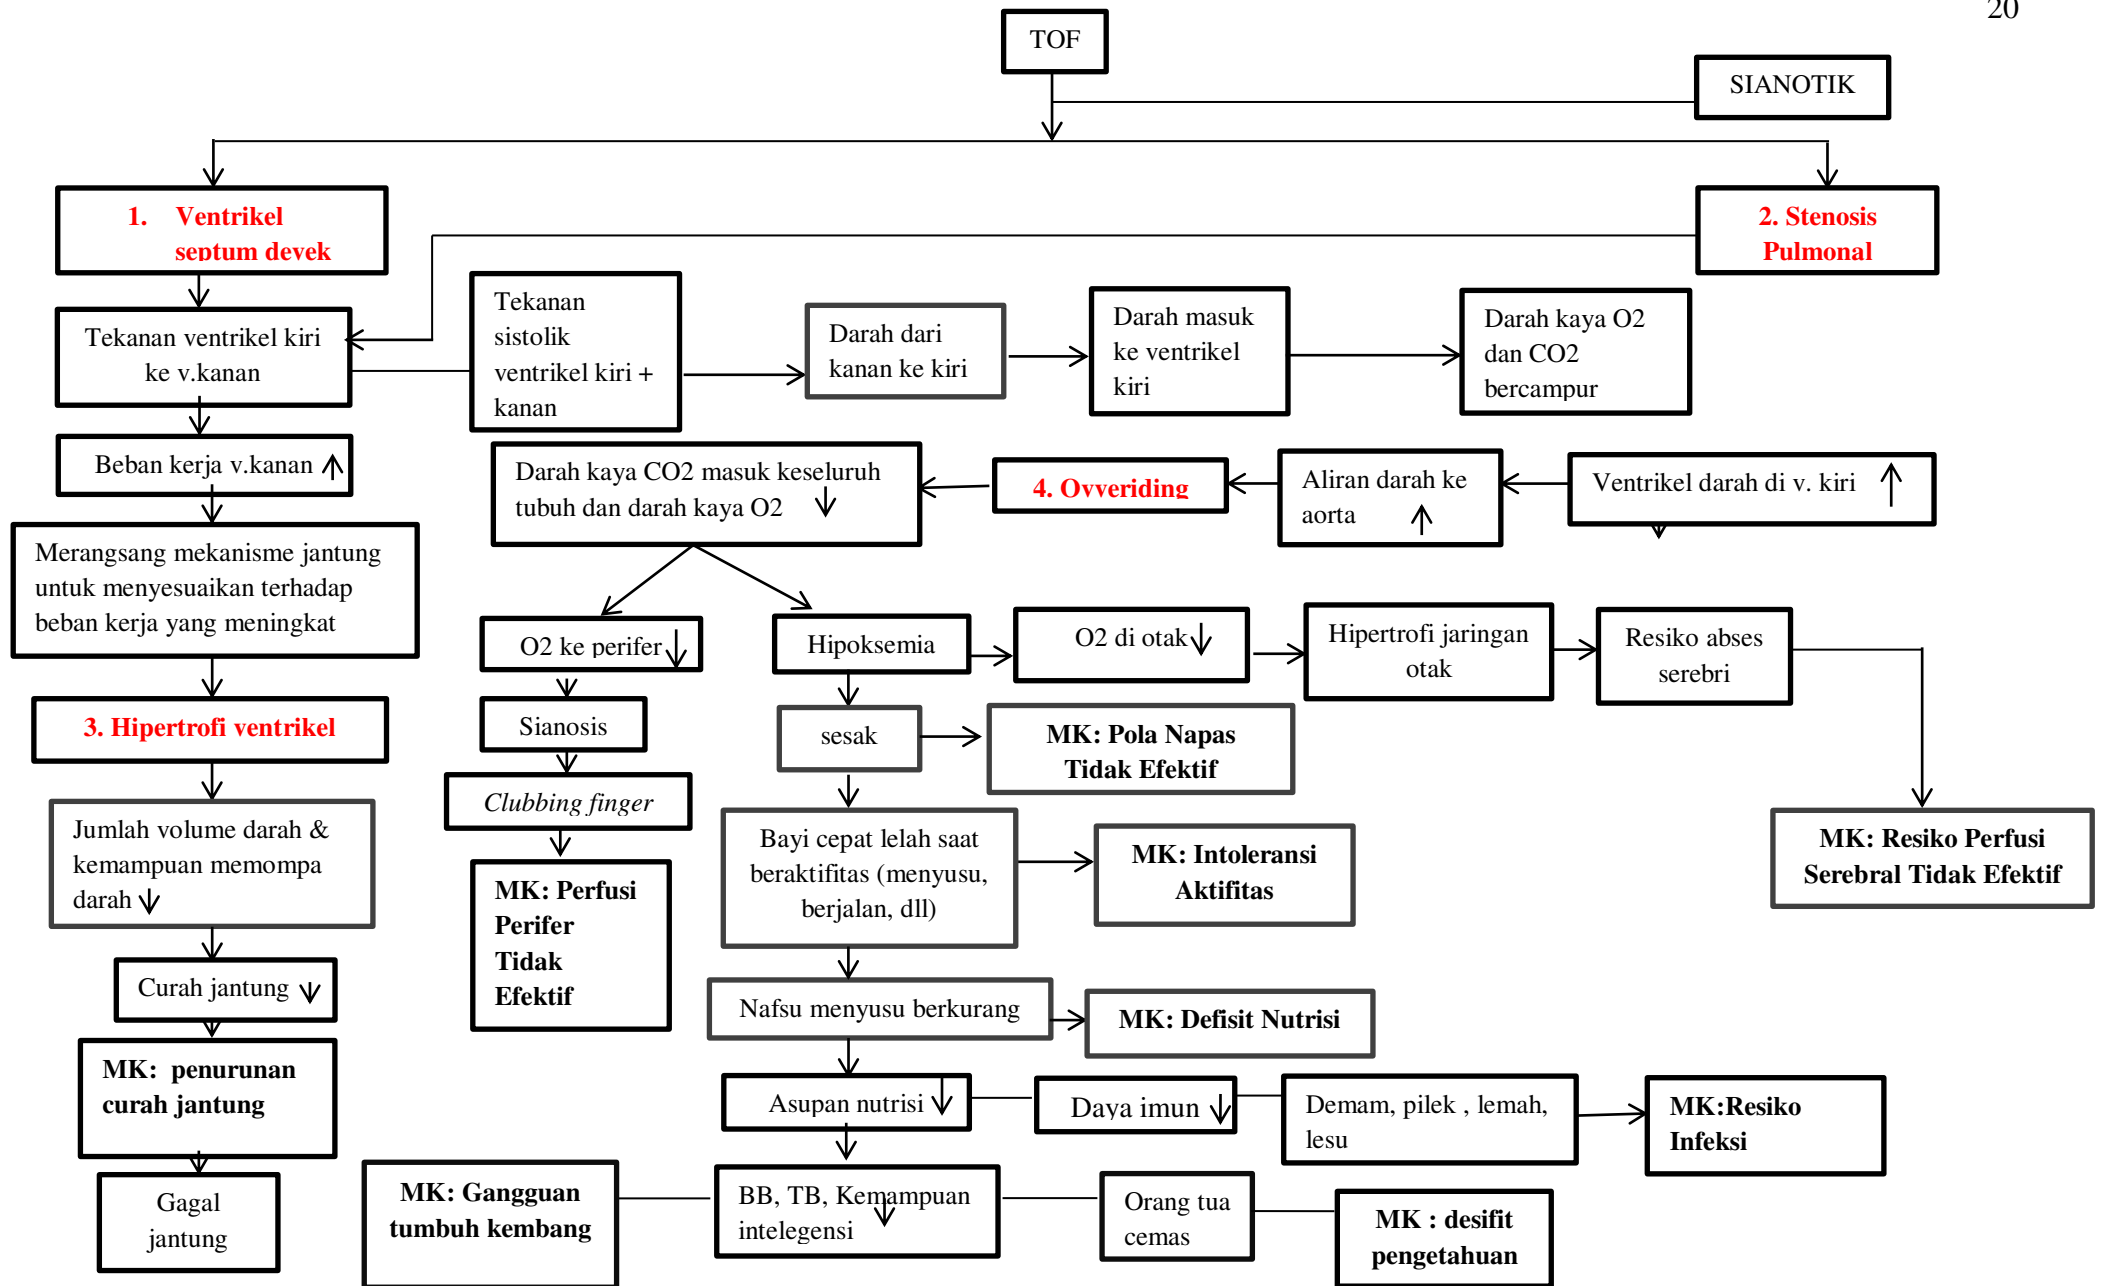 20
TOF
SIANOTIK
1. Ventrikel
septum devek
2. Stenosis
Pulmonal
Tekanan ventrikel kiri
ke v.kanan
Tekanan
sistolik
ventrikel kiri +
kanan
Darah dari
kanan ke kiri
Darah masuk
ke ventrikel
kiri
Darah kaya O2
dan CO2
bercampur
Beban kerja v.kanan ↑
Darah kaya CO2 masuk keseluruh
tubuh dan darah kaya O2 ↓
4. Ovveriding
Aliran darah ke
aorta ↑
Ventrikel darah di v. kiri ↑
Merangsang mekanisme jantung
untuk menyesuaikan terhadap
beban kerja yang meningkat
O2 ke perifer ↓
Hipoksemia
O2 di otak ↓
Hipertrofi jaringan
otak
Resiko abses
serebri
3. Hipertrofi ventrikel
Sianosis
sesak
MK: Pola Napas
Tidak Efektif
Clubbing finger
Jumlah volume darah &
kemampuan memompa
darah ↓
Bayi cepat lelah saat
beraktifitas (menyusu,
berjalan, dll)
MK: Intoleransi
Aktifitas
MK: Resiko Perfusi
Serebral Tidak Efektif
MK: Perfusi
Perifer
Tidak
Efektif
Curah jantung ↓
Nafsu menyusu berkurang
MK: Defisit Nutrisi
MK: penurunan
curah jantung
Asupan nutrisi ↓
Daya imun ↓
Demam, pilek , lemah,
lesu
MK:Resiko
Infeksi
Gagal
jantung
MK: Gangguan
tumbuh kembang
BB, TB, Kemampuan
intelegensi ↓
Orang tua
cemas
MK : desifit
pengetahuan